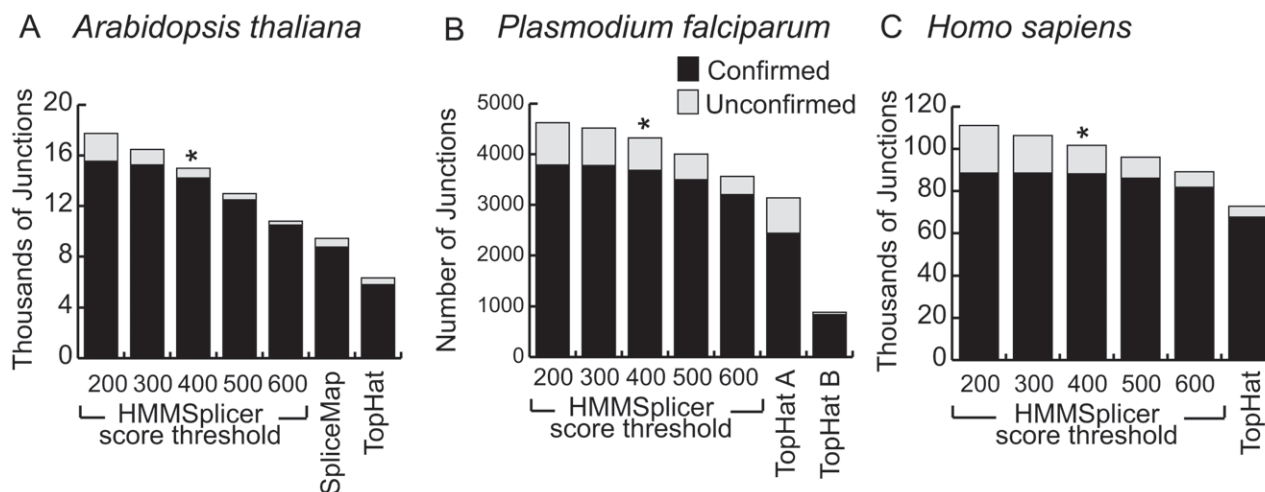 A Arabidopsis thaliana
Thousands of Junctions
20
16
12
8
4
0
*
200 300 400 500 600
HMMSplicer
score threshold
SpliceMap
TopHat
B Plasmodium falciparum
Confirmed
Unconfirmed
Number of Junctions
5000
4000
3000
2000
1000
0
*
200 300 400 500 600
HMMSplicer
score threshold
TopHat A
TopHat B
C Homo sapiens
Thousands of Junctions
120
100
80
60
40
20
0
*
200 300 400 500 600
HMMSplicer
score threshold
TopHat